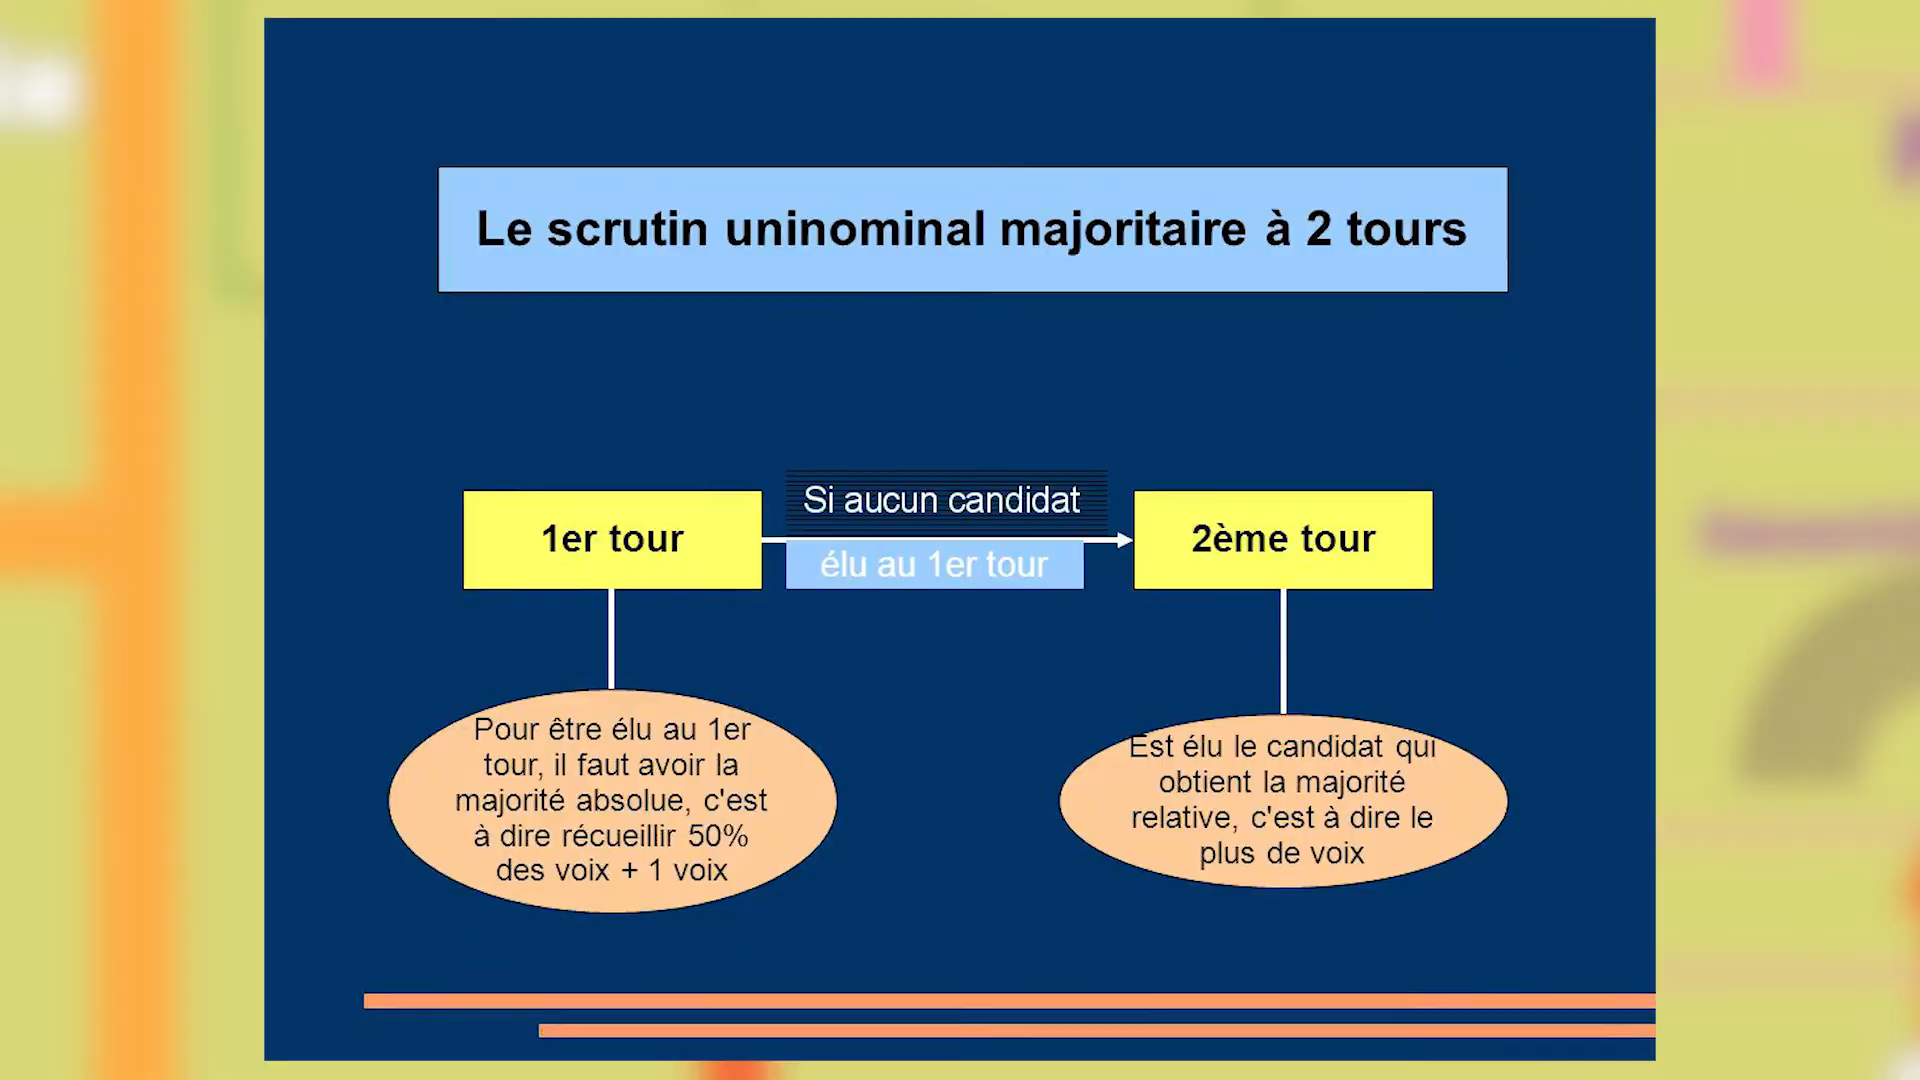 Le scrutin uninominal majoritaire à 2 tours
Si aucun candidat
1er tour
2ème tour
élu au 1er tour
Pour être élu au 1er
tour, il faut avoir la
majorité absolue, c'est
à dire récueillir 50%
des voix + 1 voix
Est élu le candidat qui
obtient la majorité
relative, c'est à dire le
plus de voix